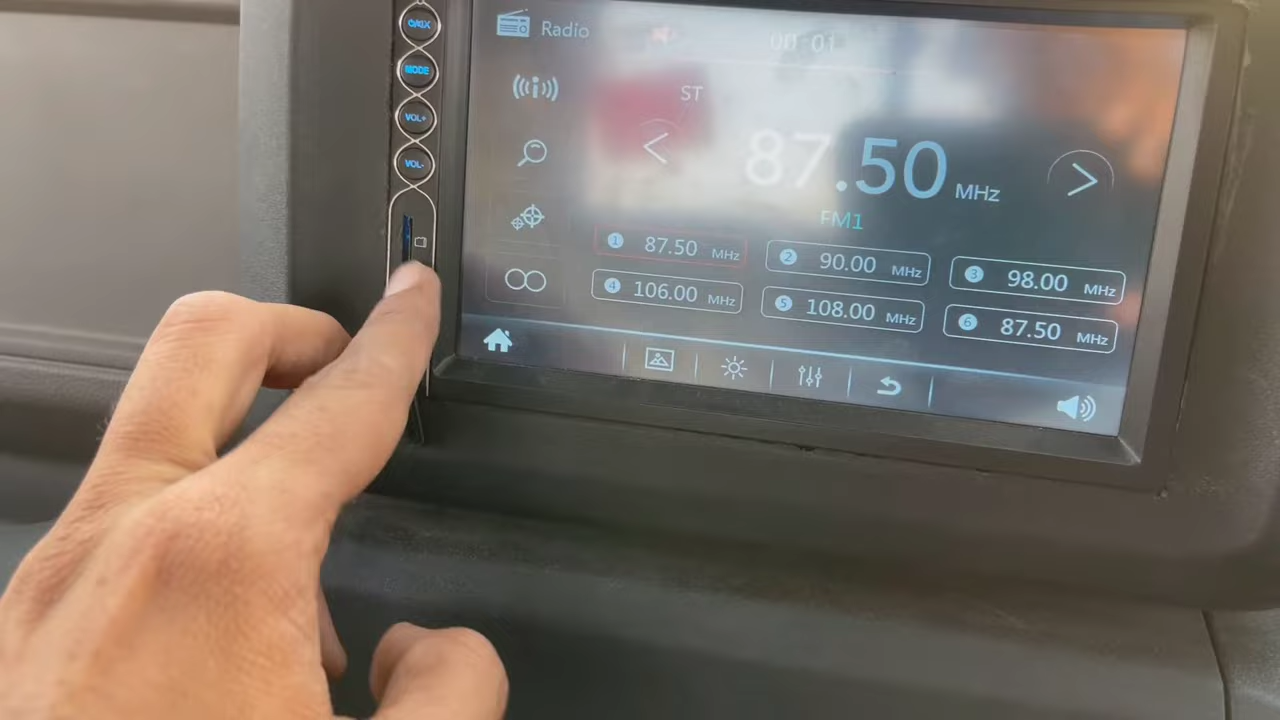 MODE
VOL+
VOL-
Radio
00:01
ST
87.50 MHz
FM1
1 87.50 MHz
2 90.00 MHz
3 98.00 MHz
4 106.00 MHz
5 108.00 MHz
6 87.50 MHz